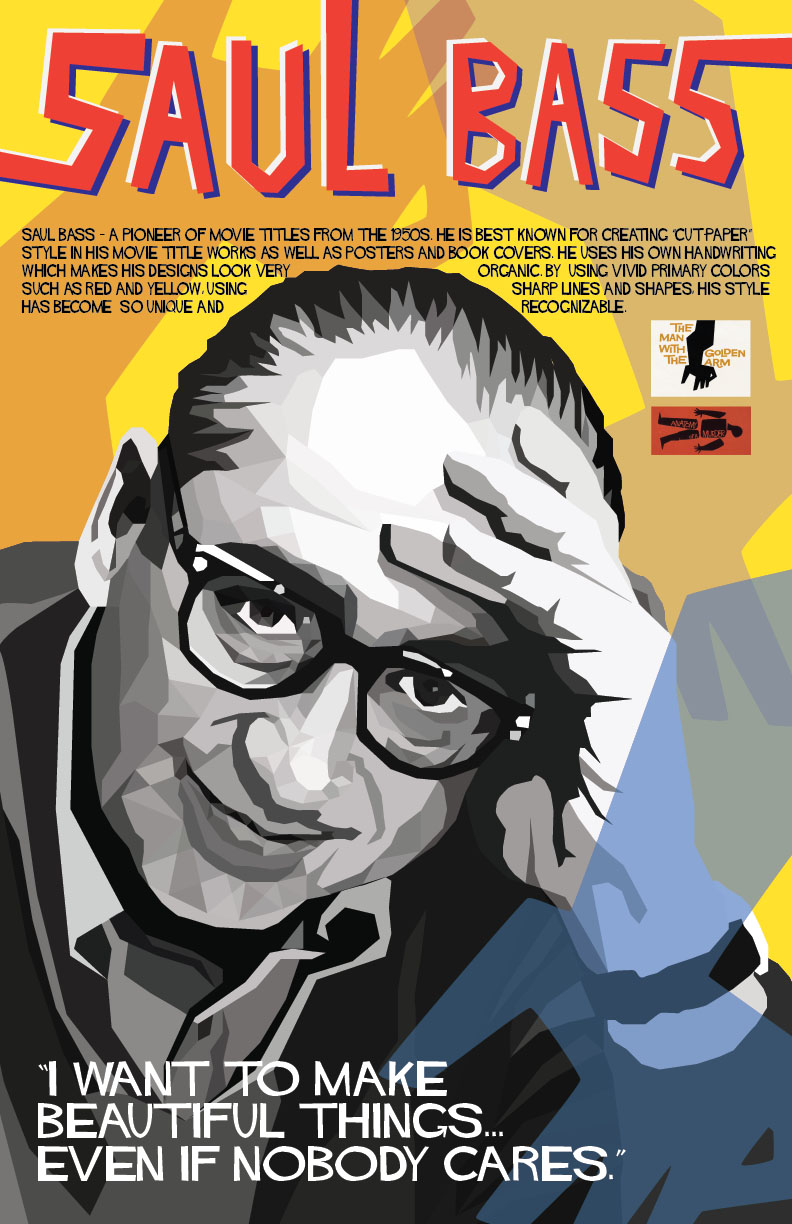 SAUL BASS
SAUL BASS - A PIONEER OF MOVIE TITLES FROM THE 1950S. HE IS BEST KNOWN FOR CREATING "CUT-PAPER"
STYLE IN HIS MOVIE TITLE WORKS AS WELL AS POSTERS AND BOOK COVERS. HE USES HIS OWN HANDWRITING
WHICH MAKES HIS DESIGNS LOOK VERY ORGANIC. BY USING VIVID PRIMARY COLORS
SUCH AS RED AND YELLOW, USING SHARP LINES AND SHAPES, HIS STYLE
HAS BECOME SO UNIQUE AND RECOGNIZABLE.
THE
MAN
WITH GOLDEN
THE ARM
ANATOMY OF A MURDER
"I WANT TO MAKE
BEAUTIFUL THINGS...
EVEN IF NOBODY CARES."